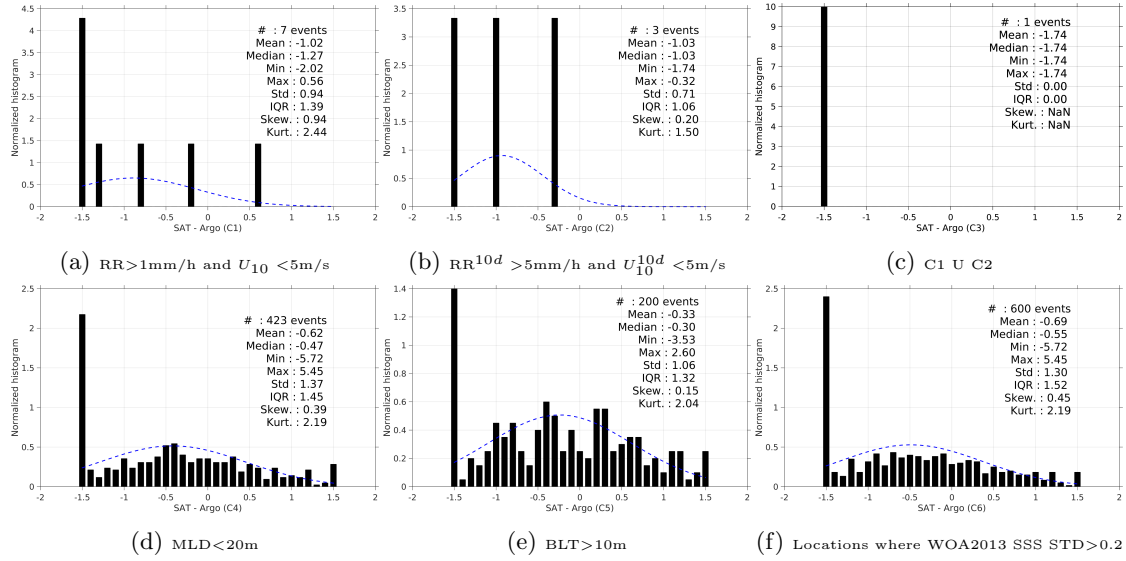 4.5
4
3.5
3
2.5
2
1.5
1
0.5
0
Normalized histogram
# : 7 events
Mean : -1.02
Median : -1.27
Min : -2.02
Max : 0.56
Std : 0.94
IQR : 1.39
Skew. : 0.94
Kurt. : 2.44
-2 -1.5 -1 -0.5 0 0.5 1 1.5 2
SAT - Argo (C1)
(a) RR>1mm/h and U10 <5m/s
3.5
3
2.5
2
1.5
1
0.5
0
Normalized histogram
# : 3 events
Mean : -1.03
Median : -1.03
Min : -1.74
Max : -0.32
Std : 0.71
IQR : 1.06
Skew. : 0.20
Kurt. : 1.50
-2 -1.5 -1 -0.5 0 0.5 1 1.5 2
SAT - Argo (C2)
(b) RR^10d >5mm/h and U10^10d <5m/s
10
9
8
7
6
5
4
3
2
1
0
Normalized histogram
# : 1 events
Mean : -1.74
Median : -1.74
Min : -1.74
Max : -1.74
Std : 0.00
IQR : 0.00
Skew. : NaN
Kurt. : NaN
-2 -1.5 -1 -0.5 0 0.5 1 1.5 2
SAT - Argo (C3)
(c) C1 U C2
2.5
2
1.5
1
0.5
0
Normalized histogram
# : 423 events
Mean : -0.62
Median : -0.47
Min : -5.72
Max : 5.45
Std : 1.37
IQR : 1.45
Skew. : 0.39
Kurt. : 2.19
-2 -1.5 -1 -0.5 0 0.5 1 1.5 2
SAT - Argo (C4)
(d) MLD<20m
1.4
1.2
1
0.8
0.6
0.4
0.2
0
Normalized histogram
# : 200 events
Mean : -0.33
Median : -0.30
Min : -3.53
Max : 2.60
Std : 1.06
IQR : 1.32
Skew. : 0.15
Kurt. : 2.04
-2 -1.5 -1 -0.5 0 0.5 1 1.5 2
SAT - Argo (C5)
(e) BLT>10m
2.5
2
1.5
1
0.5
0
Normalized histogram
# : 600 events
Mean : -0.69
Median : -0.55
Min : -5.72
Max : 5.45
Std : 1.30
IQR : 1.52
Skew. : 0.45
Kurt. : 2.19
-2 -1.5 -1 -0.5 0 0.5 1 1.5 2
SAT - Argo (C6)
(f) Locations where WOA2013 SSS STD>0.2